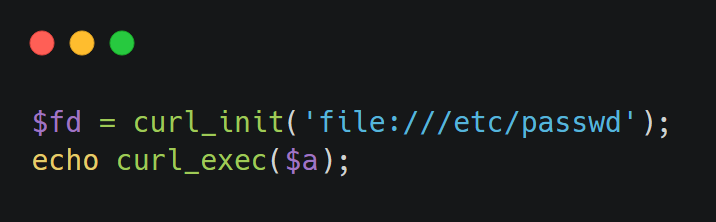 $fd = curl_init('file:///etc/passwd');
echo curl_exec($a);